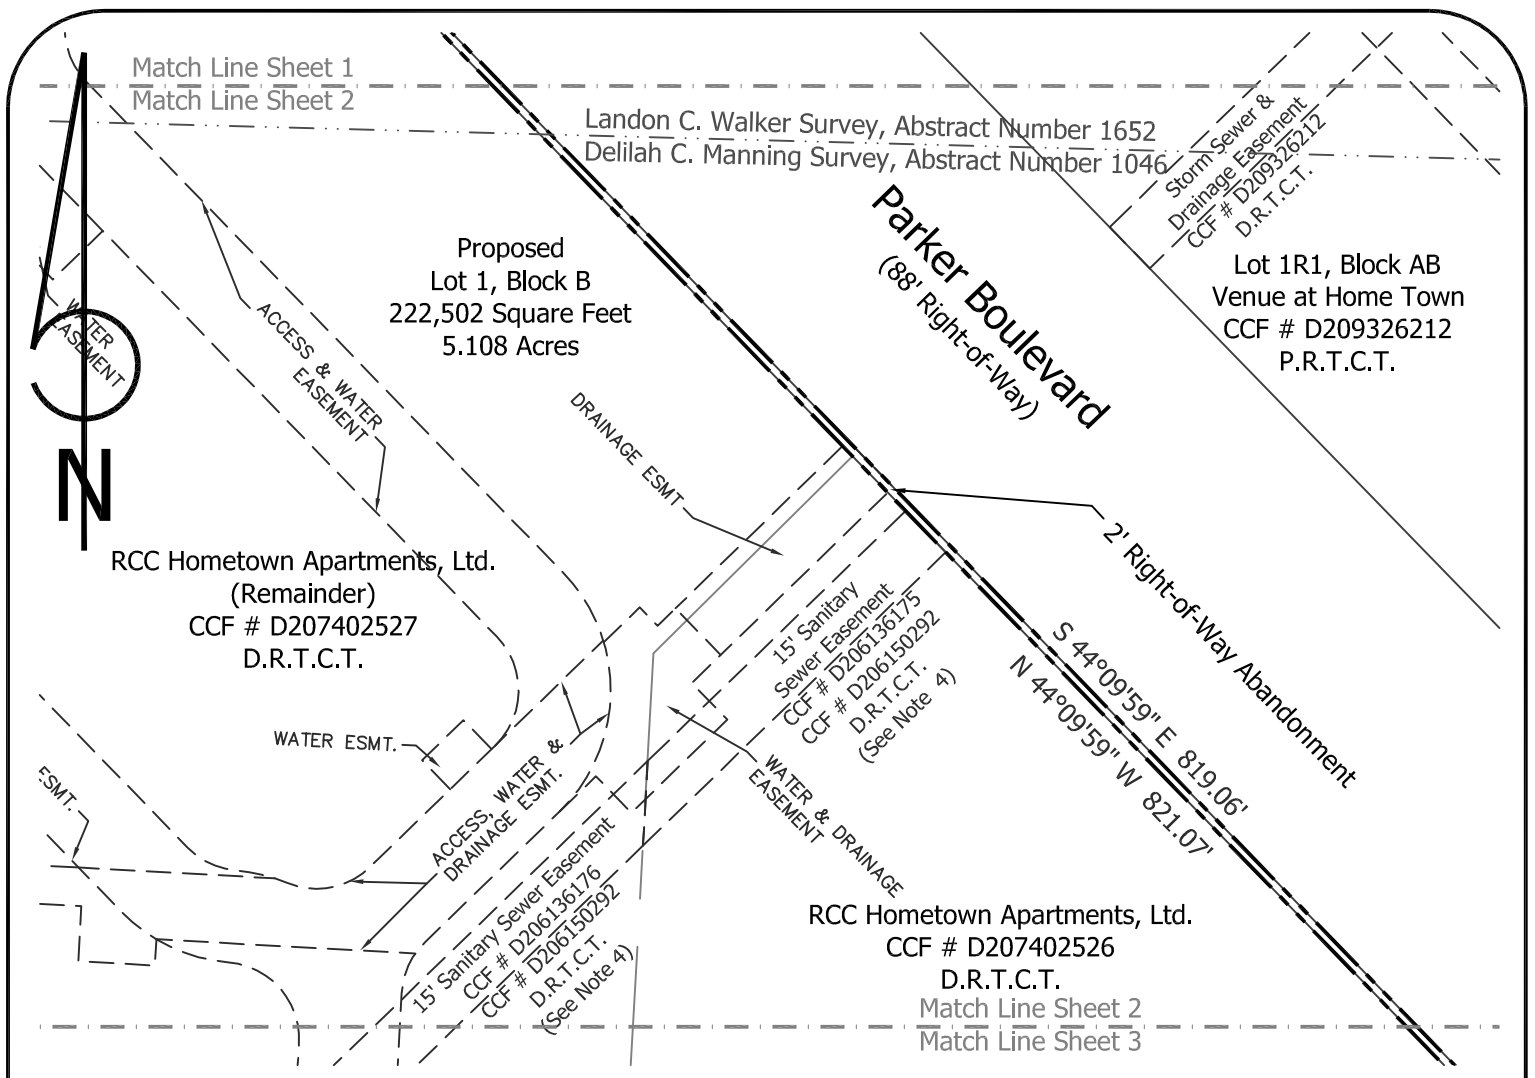 Match Line Sheet 1
Match Line Sheet 2
Landon C. Walker Survey, Abstract Number 1652
Delilah C. Manning Survey, Abstract Number 1046
Storm Sewer &
Drainage Easement
CCF # D209326212
D.R.T.C.T.
Parker Boulevard
(88' Right-of-Way)
Proposed
Lot 1, Block B
222,502 Square Feet
5.108 Acres
Lot 1R1, Block AB
Venue at Home Town
CCF # D209326212
P.R.T.C.T.
WATER
EASEMENT
ACCESS & WATER
EASEMENT
DRAINAGE ESMT
N
RCC Hometown Apartments, Ltd.
(Remainder)
CCF # D207402527
D.R.T.C.T.
2' Right-of-Way Abandonment
15' Sanitary
Sewer Easement
CCF # D206136175
CCF # D206150292
D.R.T.C.T.
(See Note 4)
S 44°09'59" E 819.06'
N 44°09'59" W 821.07'
WATER ESMT.
ESMT.
ACCESS, WATER &
DRAINAGE ESMT.
WATER & DRAINAGE
EASEMENT
15' Sanitary Sewer Easement
CCF # D206136176
CCF # D206150292
D.R.T.C.T.
(See Note 4)
RCC Hometown Apartments, Ltd.
CCF # D207402526
D.R.T.C.T.
Match Line Sheet 2
Match Line Sheet 3